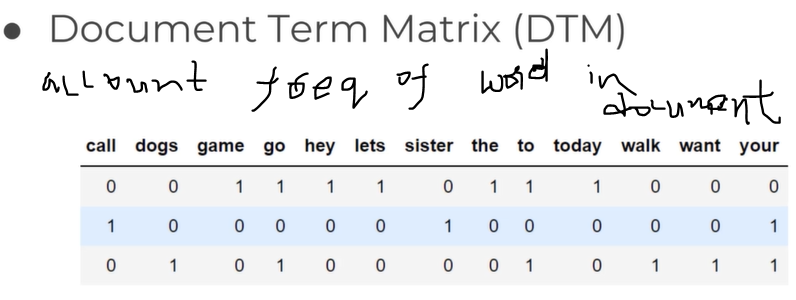 ● Document Term Matrix (DTM)
account freq of word in document
call dogs game go hey lets sister the to today walk want your
0 0 1 1 1 1 0 1 1 1 0 0 0
1 0 0 0 0 0 1 0 0 0 0 0 1
0 1 0 1 0 0 0 0 1 0 1 1 1